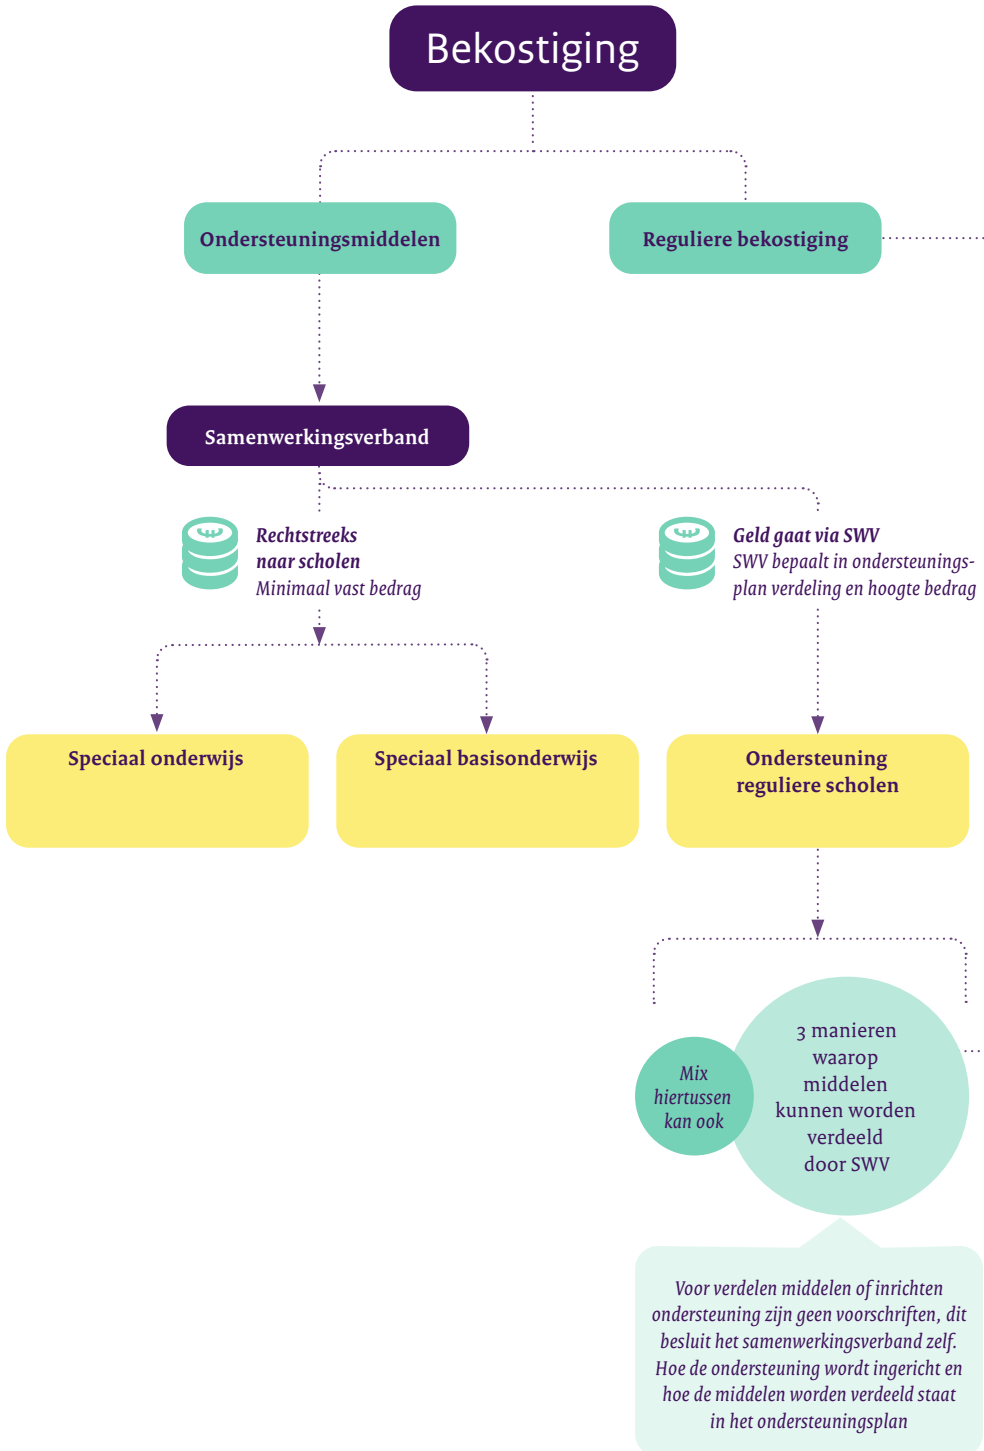 Bekostiging
Ondersteuningsmiddelen
Reguliere bekostiging
Samenwerkingsverband
Rechtstreeks
naar scholen
Minimaal vast bedrag
Geld gaat via SWV
SWV bepaalt in ondersteunings-
plan verdeling en hoogte bedrag
Speciaal onderwijs
Speciaal basisonderwijs
Ondersteuning
reguliere scholen
Mix
hiertussen
kan ook
3 manieren
waarop
middelen
kunnen worden
verdeeld
door SWV
Voor verdelen middelen of inrichten
ondersteuning zijn geen voorschriften, dit
besluit het samenwerkingsverband zelf.
Hoe de ondersteuning wordt ingericht en
hoe de middelen worden verdeeld staat
in het ondersteuningsplan